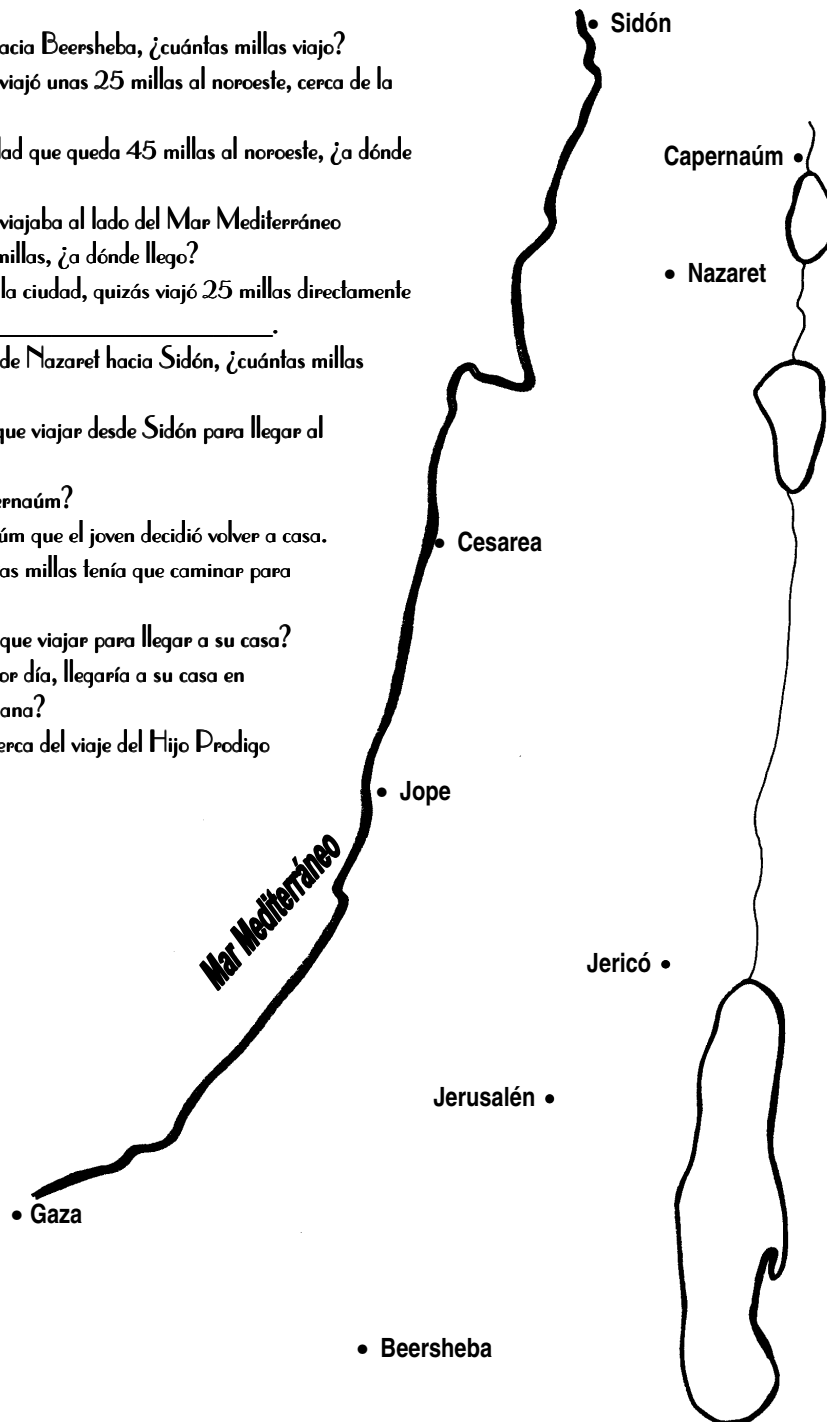 acia Beersheba, ¿cuántas millas viajo?
viajó unas 25 millas al noroeste, cerca de la
dad que queda 45 millas al noroeste, ¿a dónde
viajaba al lado del Mar Mediterráneo
millas, ¿a dónde llego?
la ciudad, quizás viajó 25 millas directamente
______________________.
de Nazaret hacia Sidón, ¿cuántas millas
que viajar desde Sidón para llegar al
ernaúm?
úm que el joven decidió volver a casa.
as millas tenía que caminar para
que viajar para llegar a su casa?
or día, llegaría a su casa en
ana?
erca del viaje del Hijo Prodigo
Sidón
Capernaúm
Nazaret
Cesarea
Jope
Mar Mediterráneo
Jericó
Jerusalén
Gaza
Beersheba